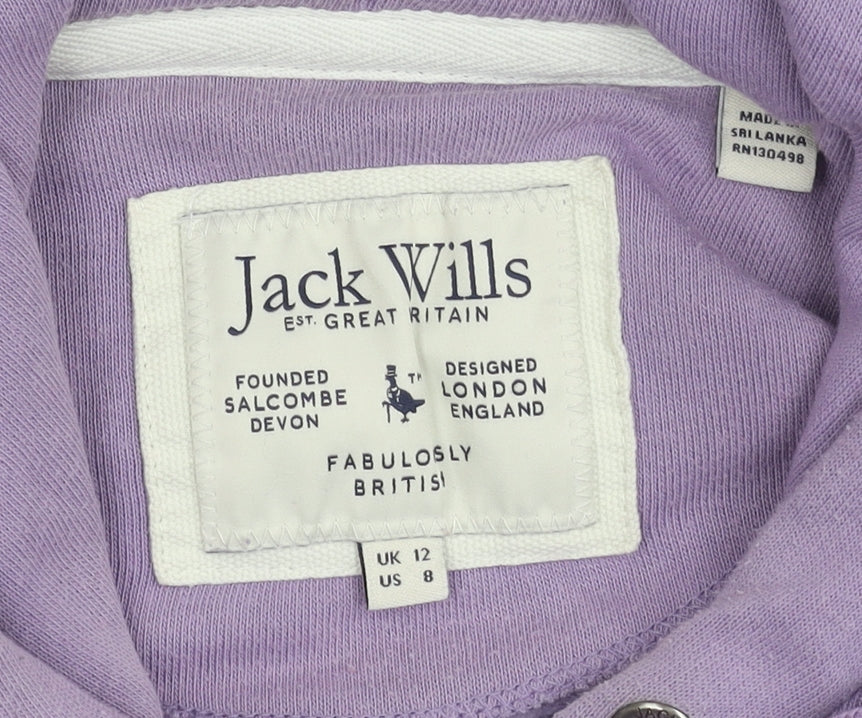 Jack Wills
EST. GREAT RITAIN
FOUNDED
SALCOMBE
DEVON
TM
DESIGNED
LONDON
ENGLAND
FABULOSLY
BRITISH
UK 12
US 8
MADE IN
SRI LANKA
RN130498